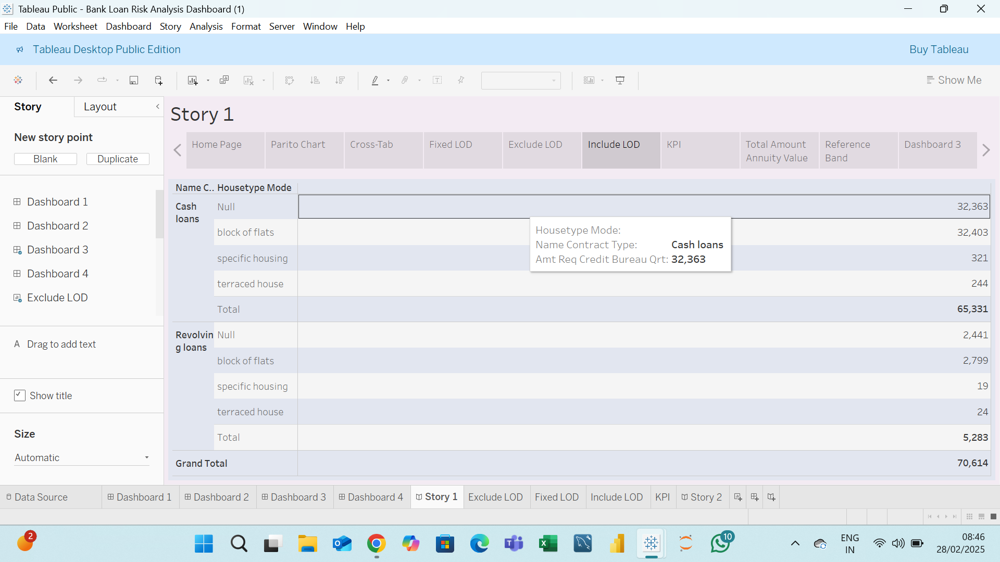 Tableau Public - Bank Loan Risk Analysis Dashboard (1)
File Data Worksheet Dashboard Story Analysis Format Server Window Help
Tableau Desktop Public Edition
Buy Tableau
Show Me
Story Layout
New story point
Blank Duplicate
Dashboard 1
Dashboard 2
Dashboard 3
Dashboard 4
Exclude LOD
A Drag to add text
Show title
Size
Automatic
Story 1
Home Page Parito Chart Cross-Tab Fixed LOD Exclude LOD Include LOD KPI Total Amount Annuity Value Reference Band Dashboard 3
Name C.. Housetype Mode
Cash loans Null 32,363
block of flats 32,403
specific housing 321
terraced house 244
Total 65,331
Revolving loans Null 2,441
block of flats 2,799
specific housing 19
terraced house 24
Total 5,283
Grand Total 70,614
Housetype Mode:
Name Contract Type: Cash loans
Amt Req Credit Bureau Qrt: 32,363
Data Source Dashboard 1 Dashboard 2 Dashboard 3 Dashboard 4 Story 1 Exclude LOD Fixed LOD Include LOD KPI Story 2
2
10
ENG
IN
08:46
28/02/2025